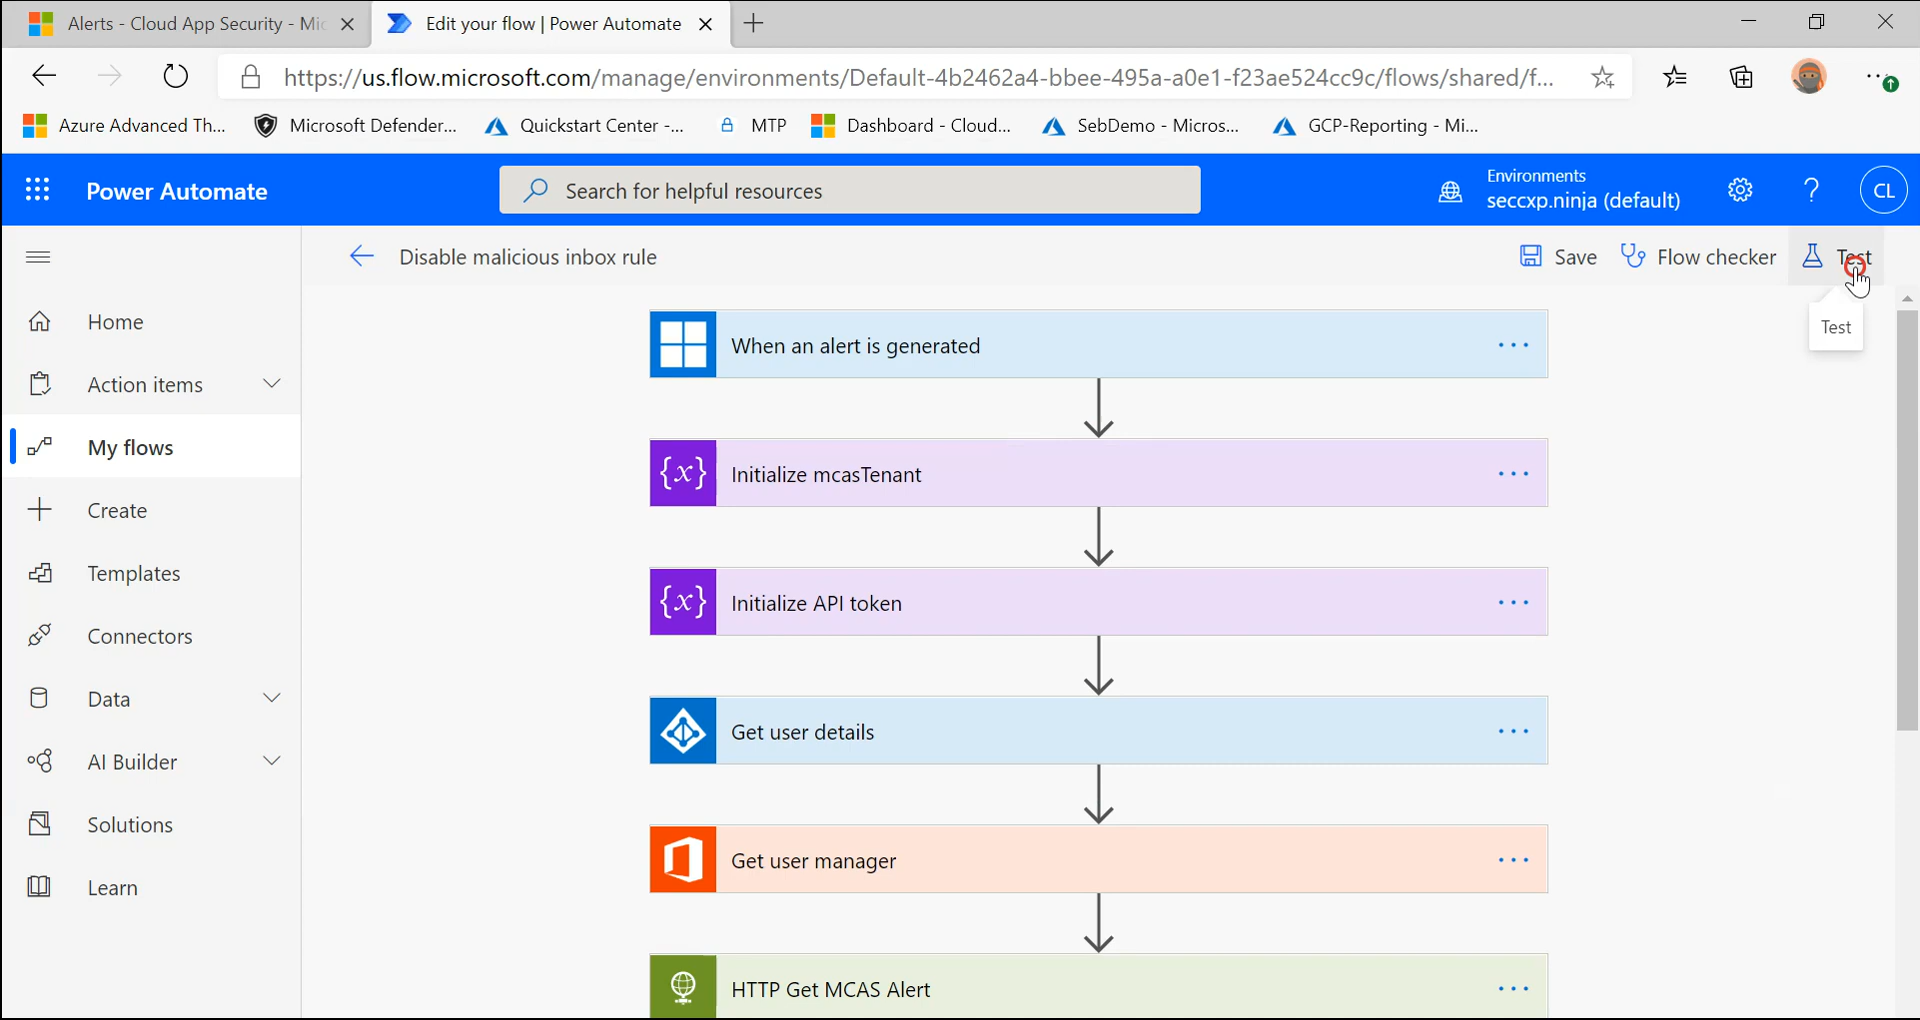 Alerts - Cloud App Security - Mic
Edit your flow | Power Automate
https://us.flow.microsoft.com/manage/environments/Default-4b2462a4-bbee-495a-a0e1-f23ae524cc9c/flows/shared/f...
Azure Advanced Th...
Microsoft Defender...
Quickstart Center -...
MTP
Dashboard - Cloud...
SebDemo - Micros...
GCP-Reporting - Mi...
Power Automate
Search for helpful resources
Environments
seccxp.ninja (default)
CL
Disable malicious inbox rule
Save
Flow checker
Test
Test
Home
Action items
My flows
Create
Templates
Connectors
Data
AI Builder
Solutions
Learn
When an alert is generated
{x} Initialize mcasTenant
{x} Initialize API token
Get user details
Get user manager
HTTP Get MCAS Alert